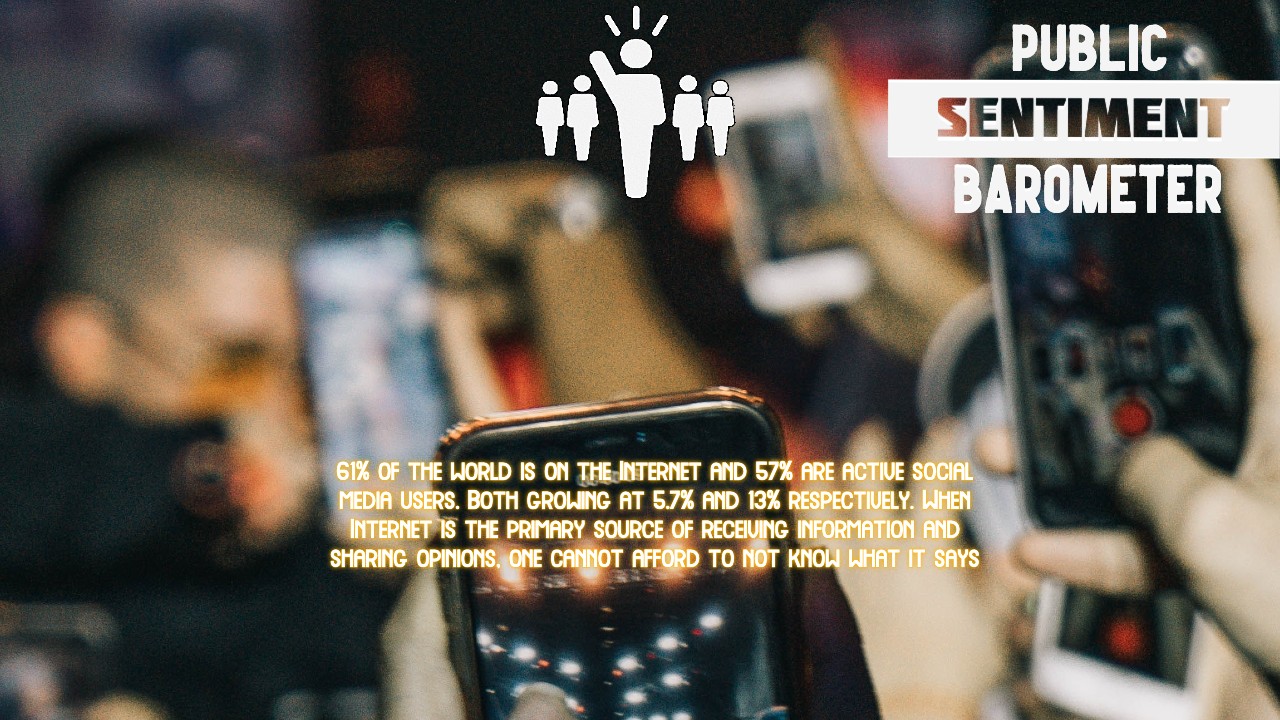 PUBLIC
SENTIMENT
BAROMETER
61% OF THE WORLD IS ON THE INTERNET AND 57% ARE ACTIVE SOCIAL
MEDIA USERS. BOTH GROWING AT 5.7% AND 13% RESPECTIVELY. WHEN
INTERNET IS THE PRIMARY SOURCE OF RECEIVING INFORMATION AND
SHARING OPINIONS, ONE CANNOT AFFORD TO NOT KNOW WHAT IT SAYS